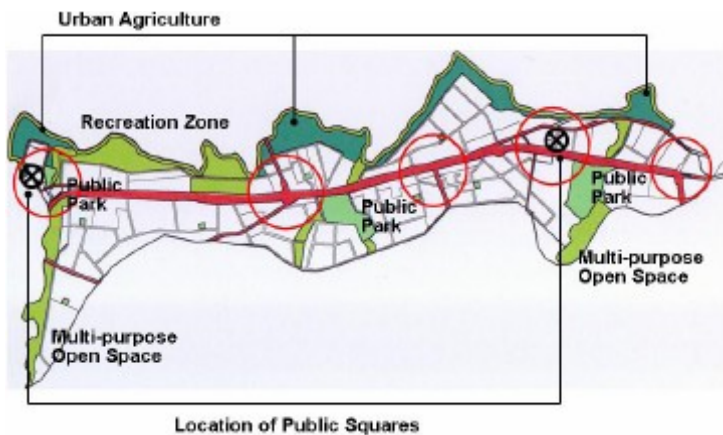 Urban Agriculture
Recreation Zone
Public
Park
Public
Park
Public
Park
Multi-purpose
Open Space
Multi-purpose
Open Space
Location of Public Squares